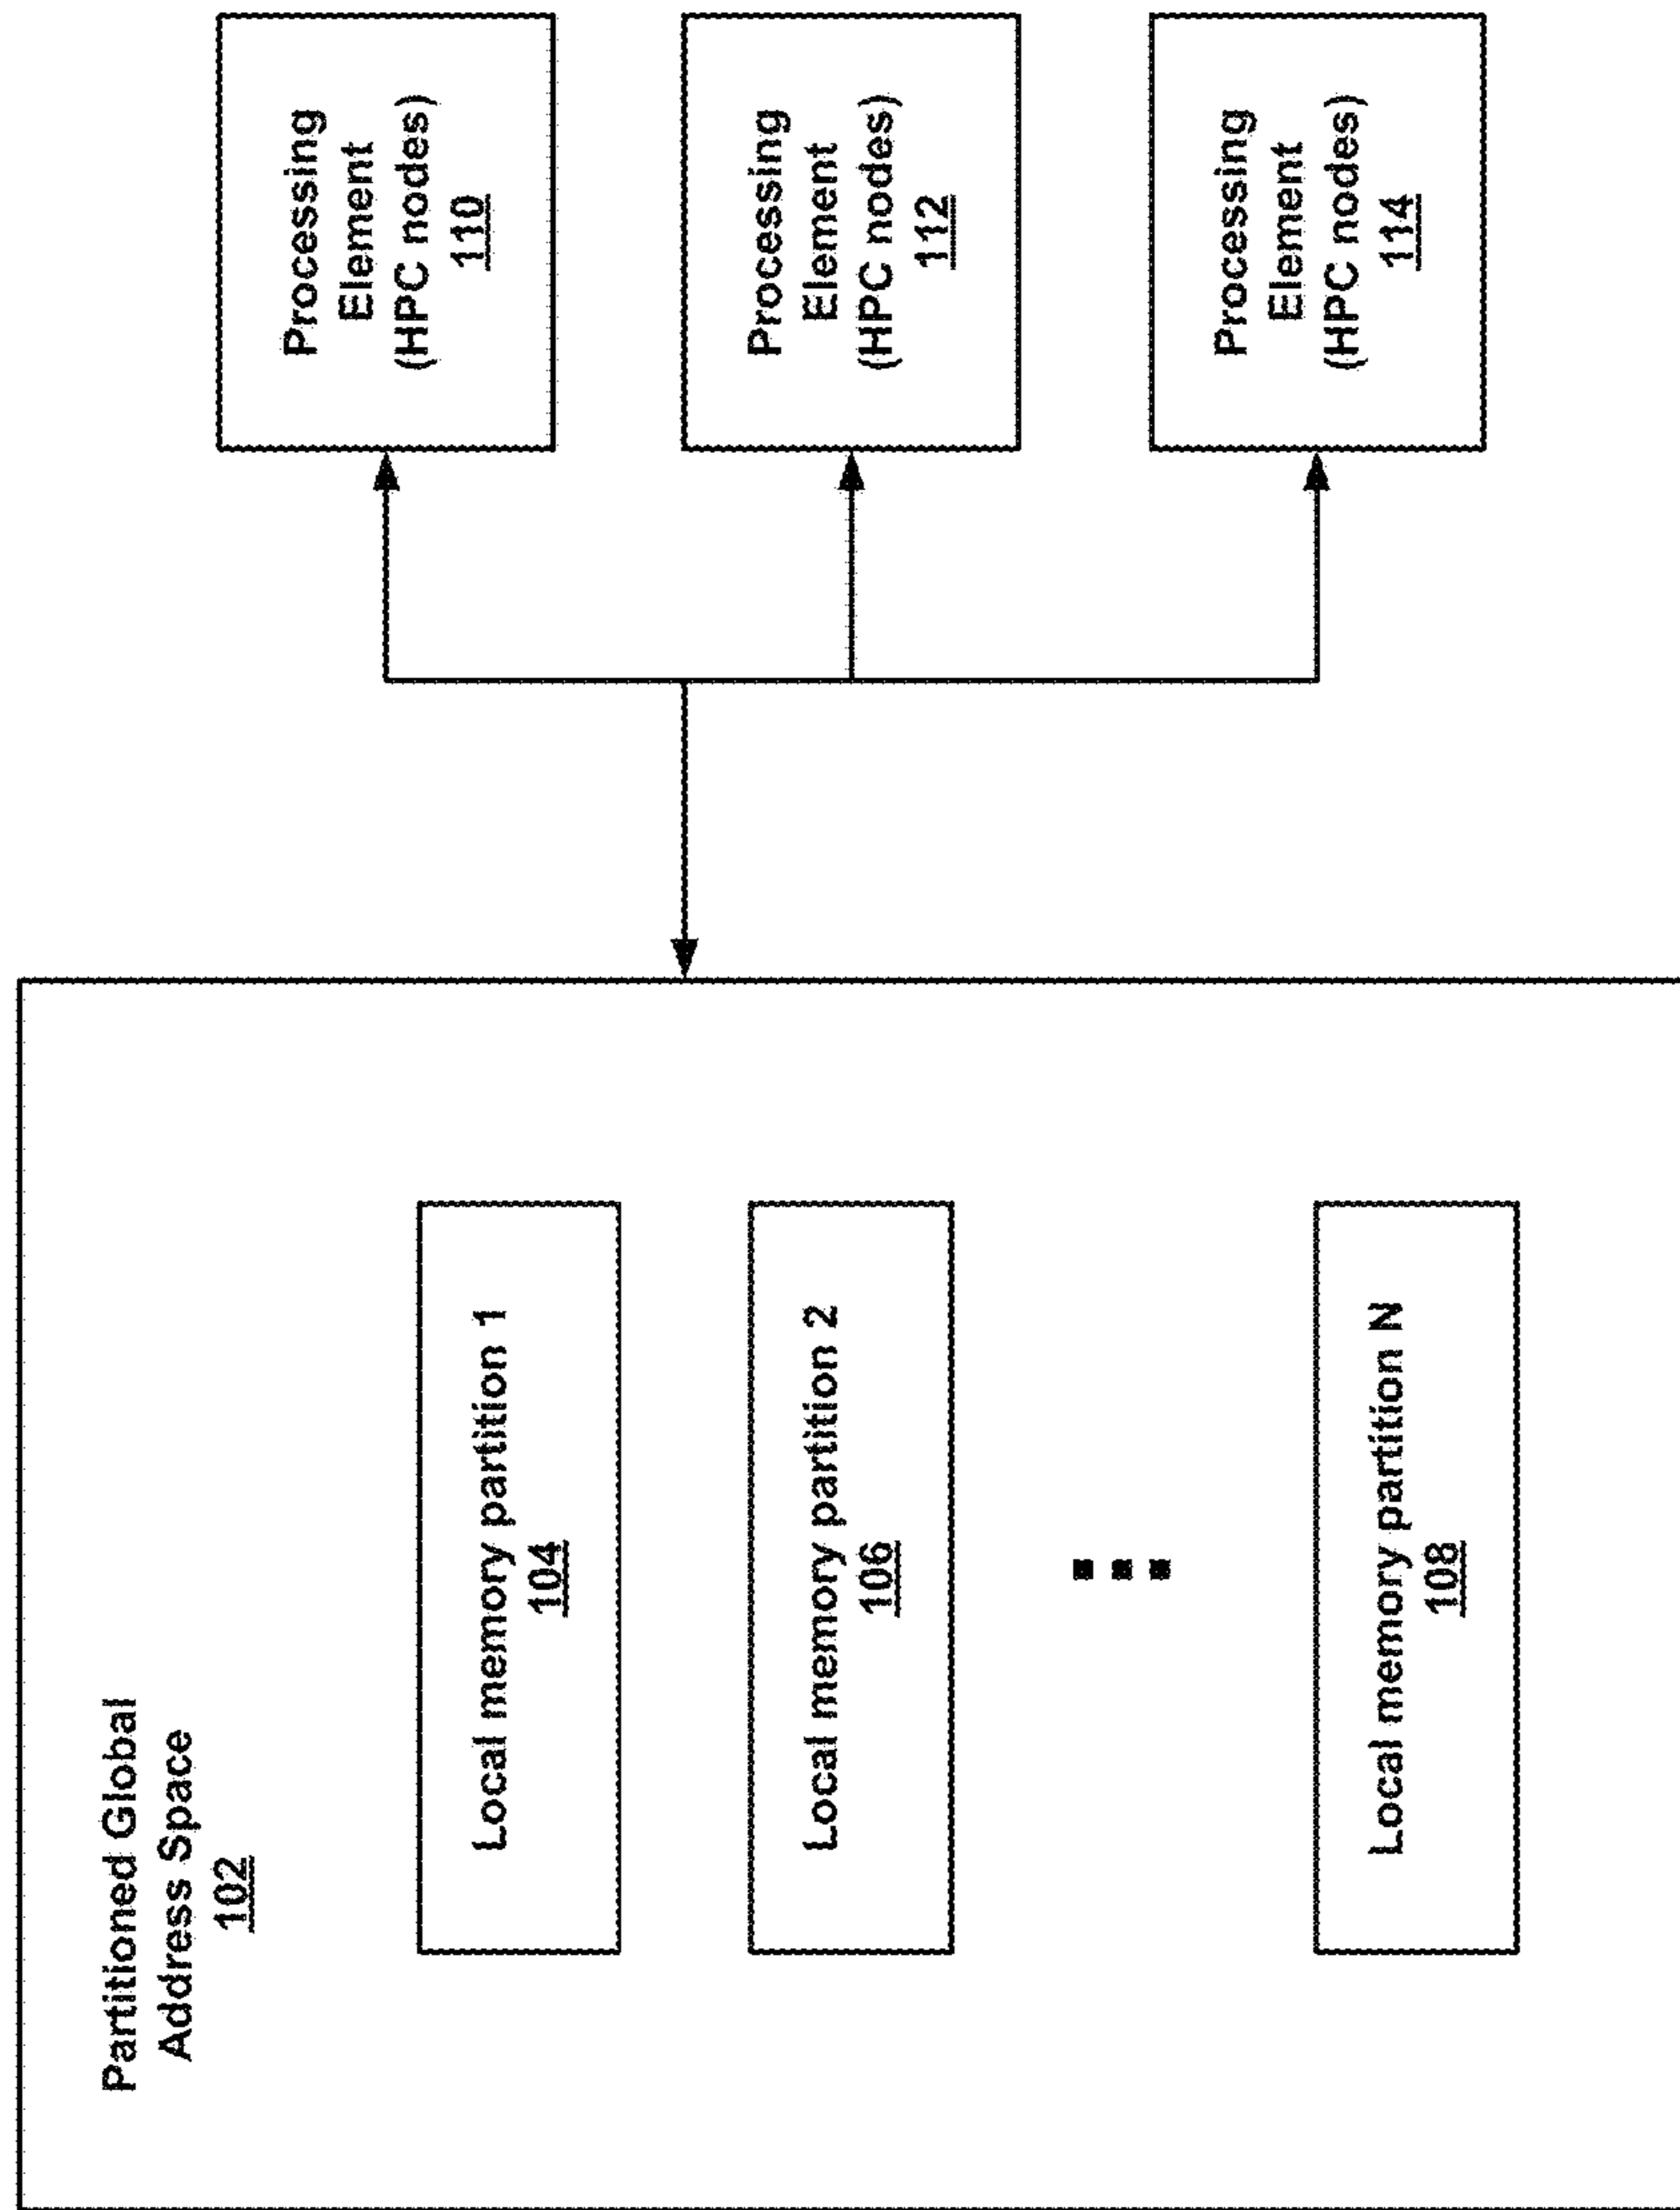 Partitioned Global
Address Space
102
Local memory partition 1
104
Local memory partition 2
106
Local memory partition N
108
Processing
Element
(HPC nodes)
110
Processing
Element
(HPC nodes)
112
Processing
Element
(HPC nodes)
114